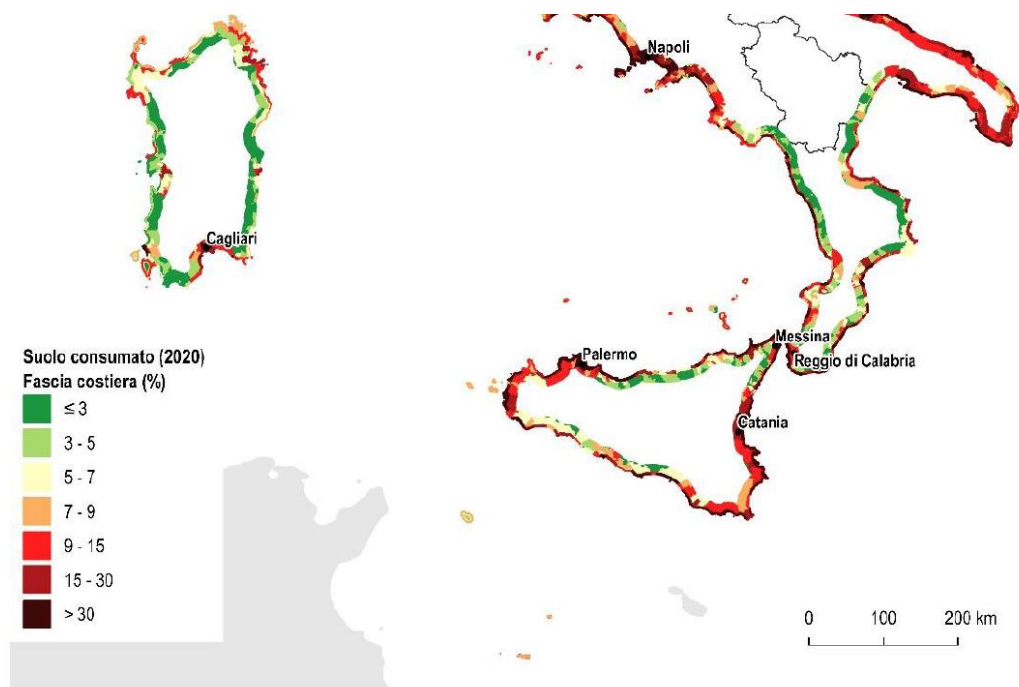 Napoli
Cagliari
Messina
Palermo
Reggio di Calabria
Catania
Suolo consumato (2020)
Fascia costiera (%)
≤ 3
3 - 5
5 - 7
7 - 9
9 - 15
15 - 30
> 30
0 100 200 km